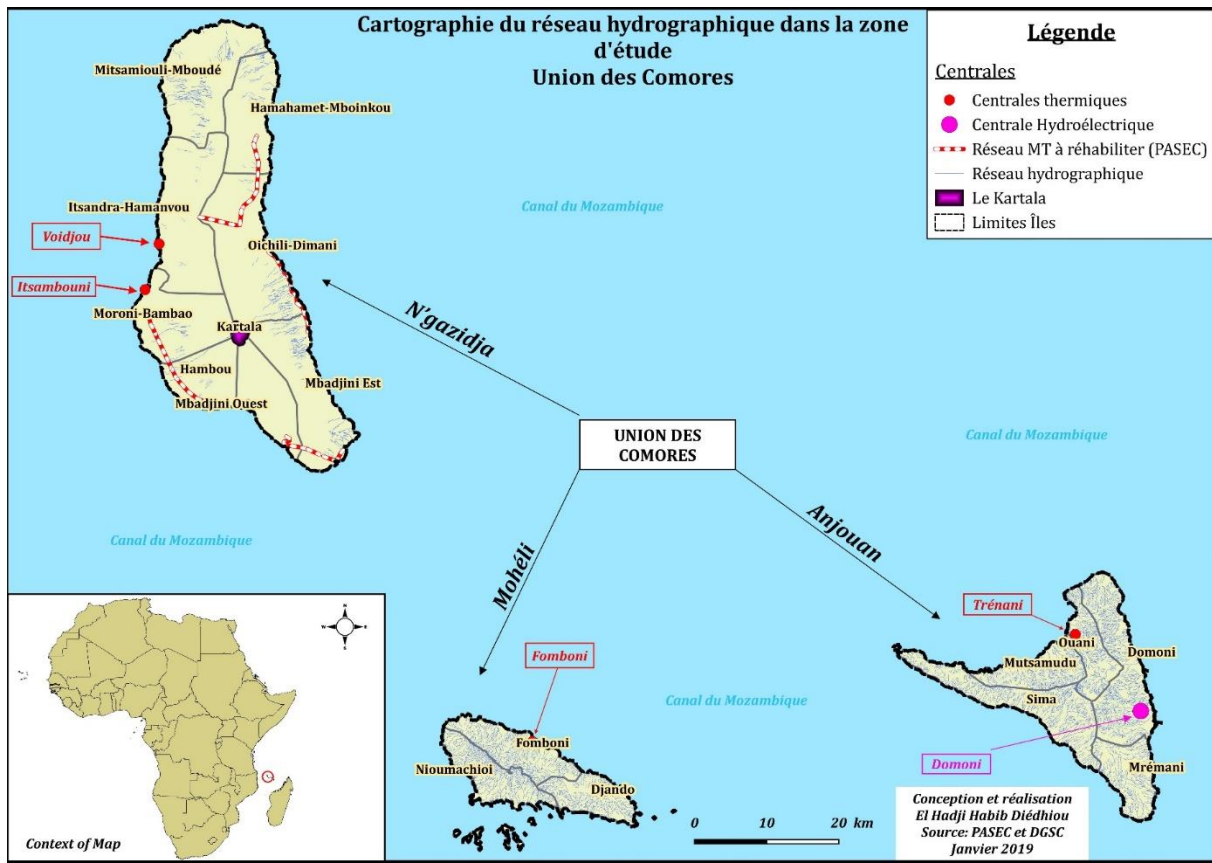 Cartographie du réseau hydrographique dans la zone
d'étude
Union des Comores
Légende
Centrales
Centrales thermiques
Centrale Hydroélectrique
Réseau MT à réhabiliter (PASEC)
Réseau hydrographique
Le Kartala
Limites Îles
Mitsamiouli-Mboudé
Hamahamet-Mboinkou
Itsandra-Hamanvou
Canal du Mozambique
Voidjou
Oichili-Dimani
Itsambouni
Moroni-Bambao
Kartala
N'gazidja
Hambou
Mbadjini Est
Mbadjini Ouest
UNION DES
COMORES
Canal du Mozambique
Canal du Mozambique
Mohéli
Anjouan
Trénani
Ouani
Domoni
Mutsamudu
Fomboni
Sima
Canal du Mozambique
Fomboni
Nioumachioi
Djando
Domoni
Mrémani
0 10 20 km
Conception et réalisation
El Hadji Habib Diédhiou
Source: PASEC et DGSC
Janvier 2019
N
W E
S
Context of Map